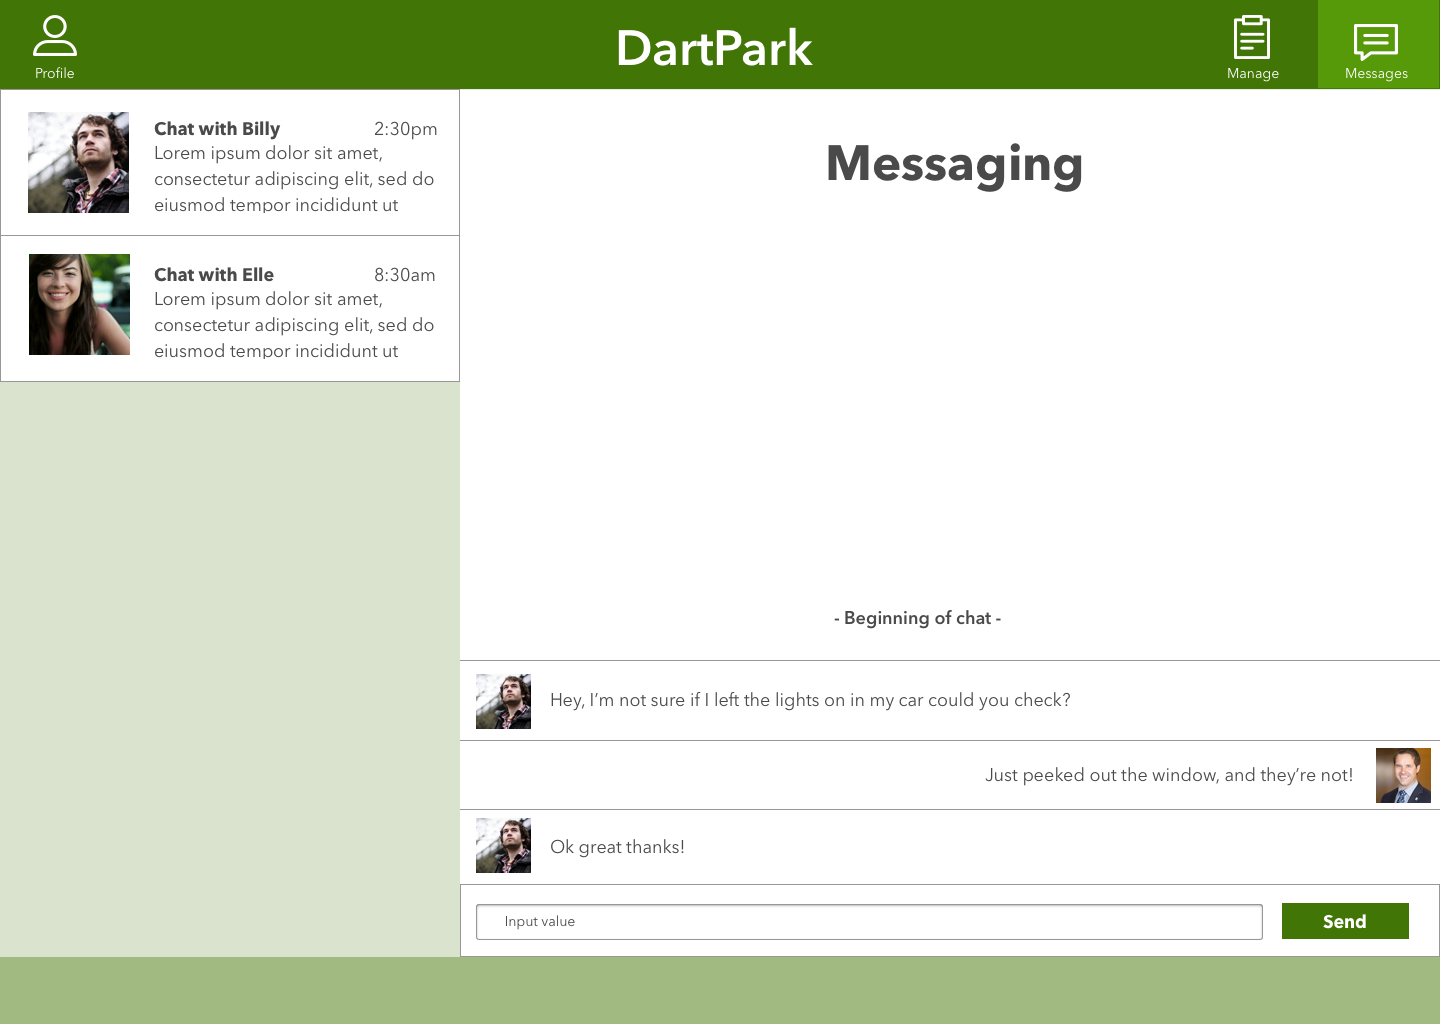 Profile
DartPark
Manage
Messages
Chat with Billy 2:30pm
Lorem ipsum dolor sit amet,
consectetur adipiscing elit, sed do
eiusmod tempor incididunt ut
Chat with Elle 8:30am
Lorem ipsum dolor sit amet,
consectetur adipiscing elit, sed do
eiusmod tempor incididunt ut
Messaging
- Beginning of chat -
Hey, I’m not sure if I left the lights on in my car could you check?
Just peeked out the window, and they’re not!
Ok great thanks!
Input value
Send